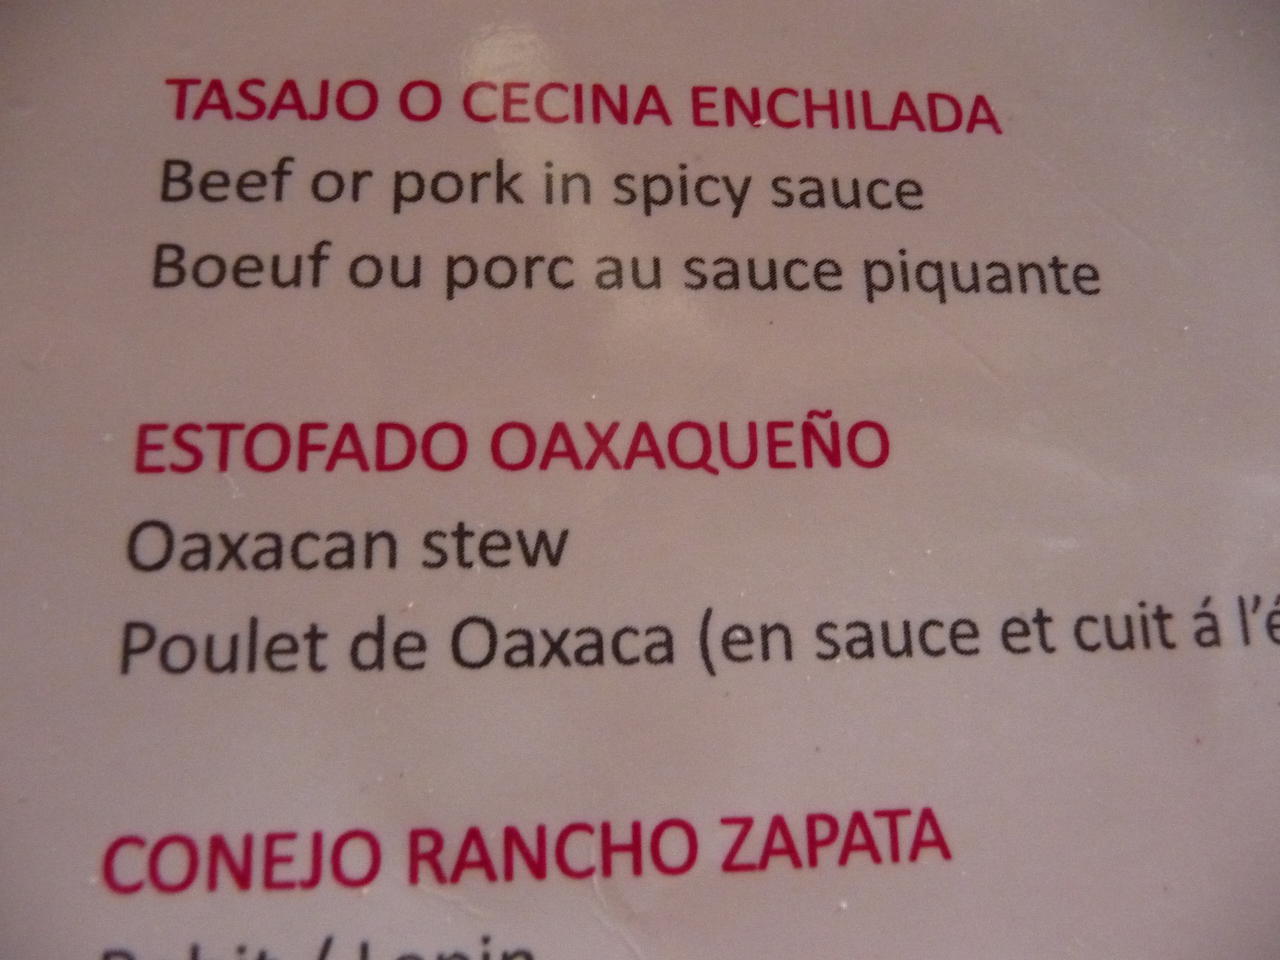 TASAJO O CECINA ENCHILADA
Beef or pork in spicy sauce
Boeuf ou porc au sauce piquante
ESTOFADO OAXAQUEÑO
Oaxacan stew
Poulet de Oaxaca (en sauce et cuit á l'é
CONEJO RANCHO ZAPATA